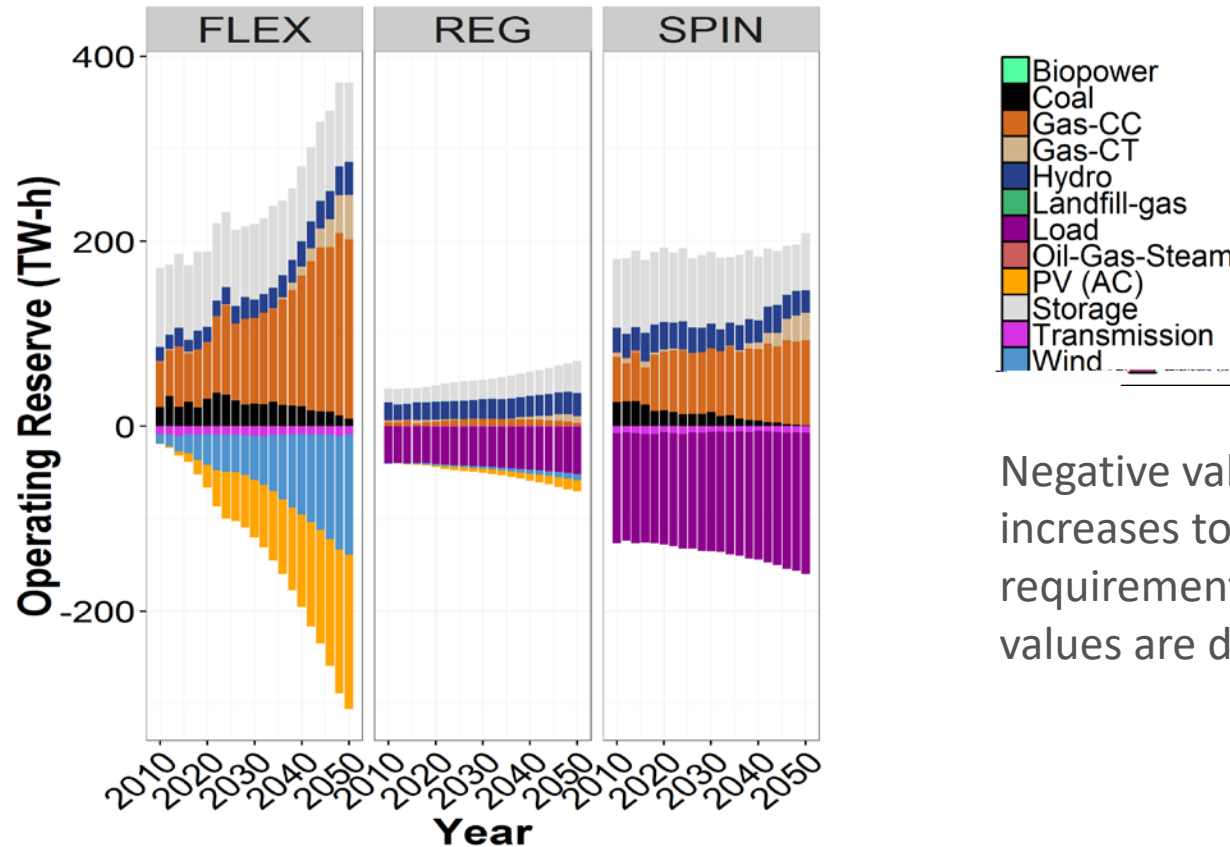 FLEX REG SPIN
400
200
0
-200
Operating Reserve (TW-h)
2010 2020 2030 2040 2050 2010 2020 2030 2040 2050 2010 2020 2030 2040 2050
Year
Biopower
Coal
Gas-CC
Gas-CT
Hydro
Landfill-gas
Load
Oil-Gas-Steam
PV (AC)
Storage
Transmission
Wind
Negative val
increases to
requirement
values are d